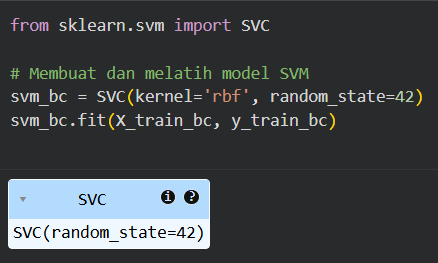 from sklearn.svm import SVC
# Membuat dan melatih model SVM
svm_bc = SVC(kernel='rbf', random_state=42)
svm_bc.fit(X_train_bc, y_train_bc)
▾ SVC i ?
SVC(random_state=42)